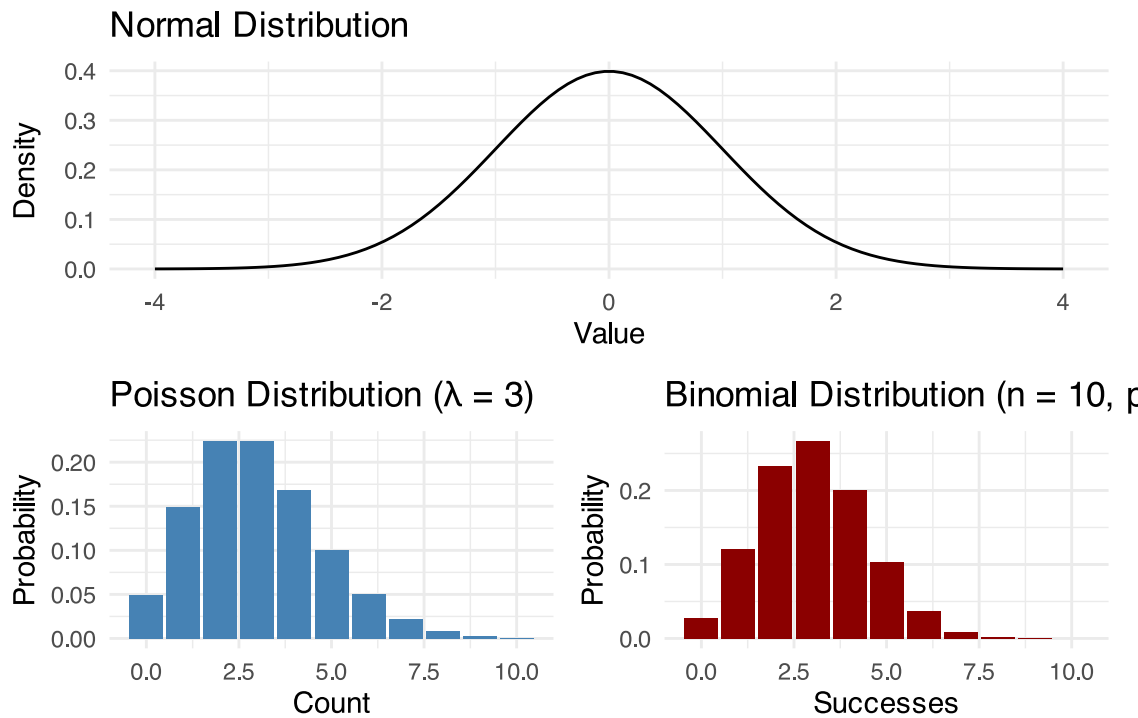 Normal Distribution
0.4
0.3
0.2
0.1
0.0
Density
-4 -2 0 2 4
Value
Poisson Distribution (λ = 3)
0.20
0.15
0.10
0.05
0.00
Probability
0.0 2.5 5.0 7.5 10.0
Count
Binomial Distribution (n = 10, p
0.2
0.1
0.0
Probability
0.0 2.5 5.0 7.5 10.0
Successes